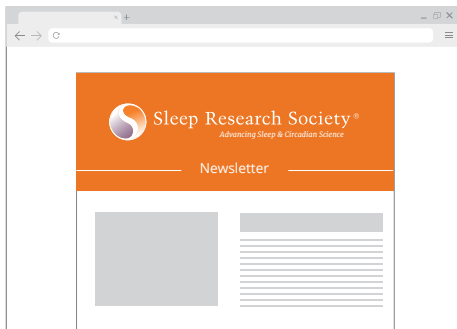 Sleep Research Society®
Advancing Sleep & Circadian Science
Newsletter